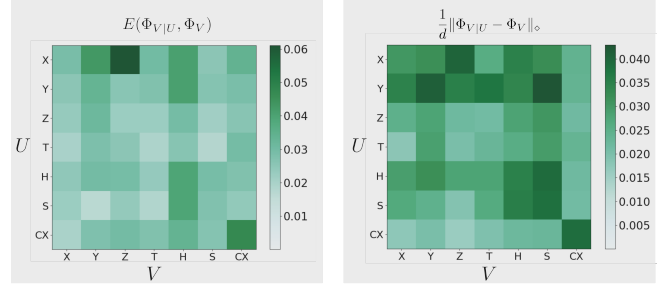 E(Φ_{V|U}, Φ_V)
X
Y
Z
T
H
S
CX
U
X Y Z T H S CX
V
0.06
0.05
0.04
0.03
0.02
0.01
1/d ‖Φ_{V|U} − Φ_V‖_⋄
X
Y
Z
T
H
S
CX
U
X Y Z T H S CX
V
0.040
0.035
0.030
0.025
0.020
0.015
0.010
0.005